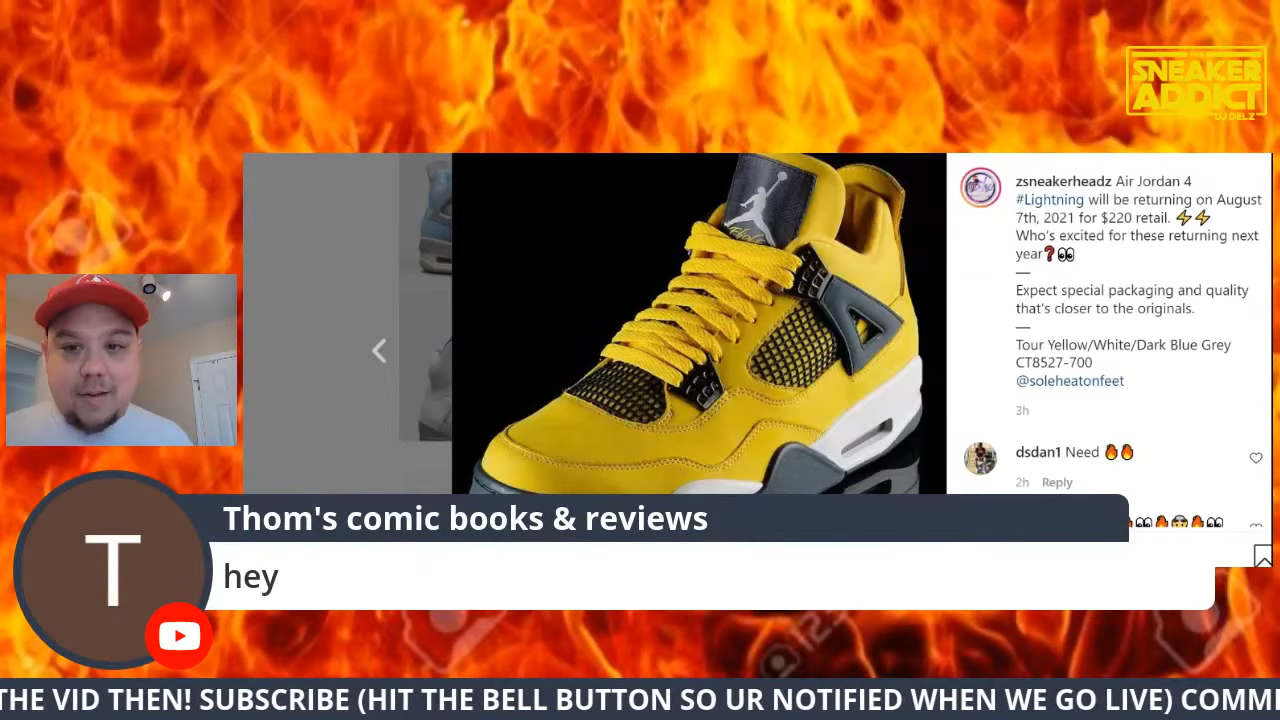 SNEAKER
ADDICT
DJ DELZ
zsneakerheadz Air Jordan 4
#Lightning will be returning on August
7th, 2021 for $220 retail. ⚡⚡
Who's excited for these returning next
year❓👀
—
Expect special packaging and quality
that's closer to the originals.
—
Tour Yellow/White/Dark Blue Grey
CT8527-700
@soleheatonfeet
3h
dsdan1 Need 🔥🔥
2h Reply
Thom's comic books & reviews
T
hey
THE VID THEN! SUBSCRIBE (HIT THE BELL BUTTON SO UR NOTIFIED WHEN WE GO LIVE) COMM